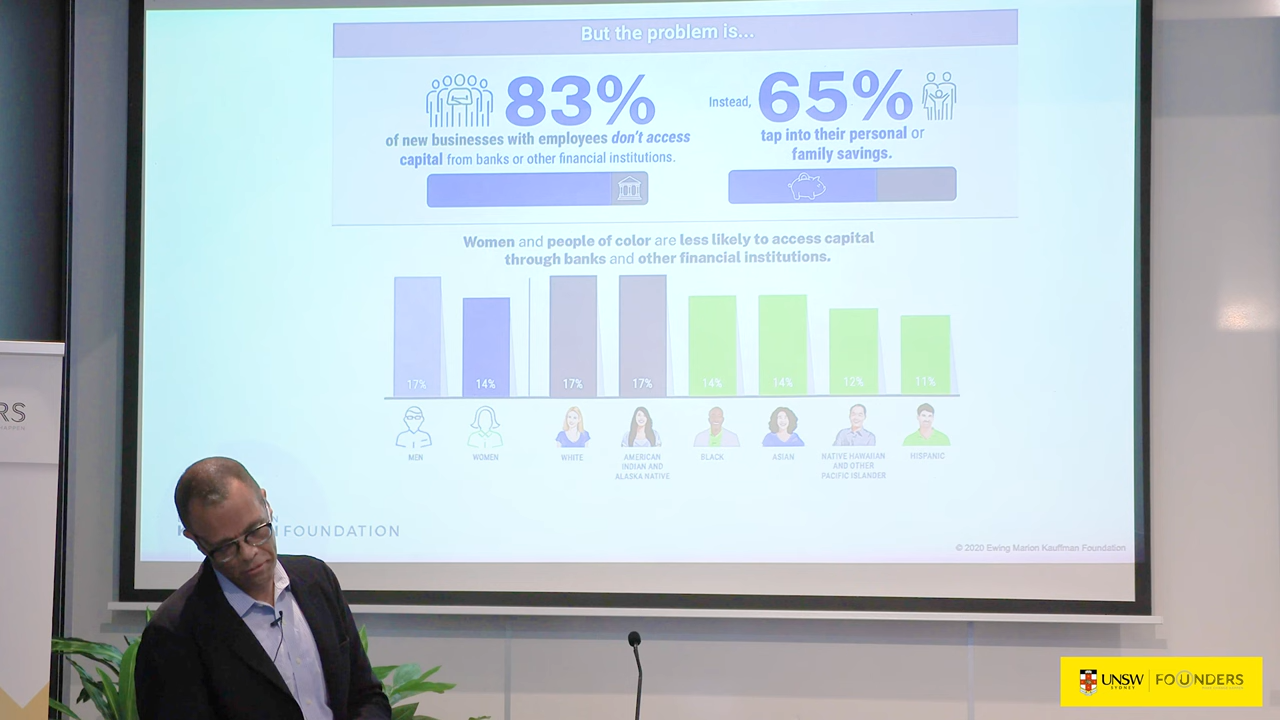 But the problem is...
83%
of new businesses with employees don't access
capital from banks or other financial institutions.
Instead, 65%
tap into their personal or
family savings.
Women and people of color are less likely to access capital
through banks and other financial institutions.
17%
14%
17%
17%
14%
14%
12%
11%
MEN
WOMEN
WHITE
AMERICAN
INDIAN AND
ALASKA NATIVE
BLACK
ASIAN
NATIVE HAWAIIAN
AND OTHER
PACIFIC ISLANDER
HISPANIC
FOUNDATION
© 2020 Ewing Marion Kauffman Foundation
RS
UNSW
SYDNEY
FOUNDERS